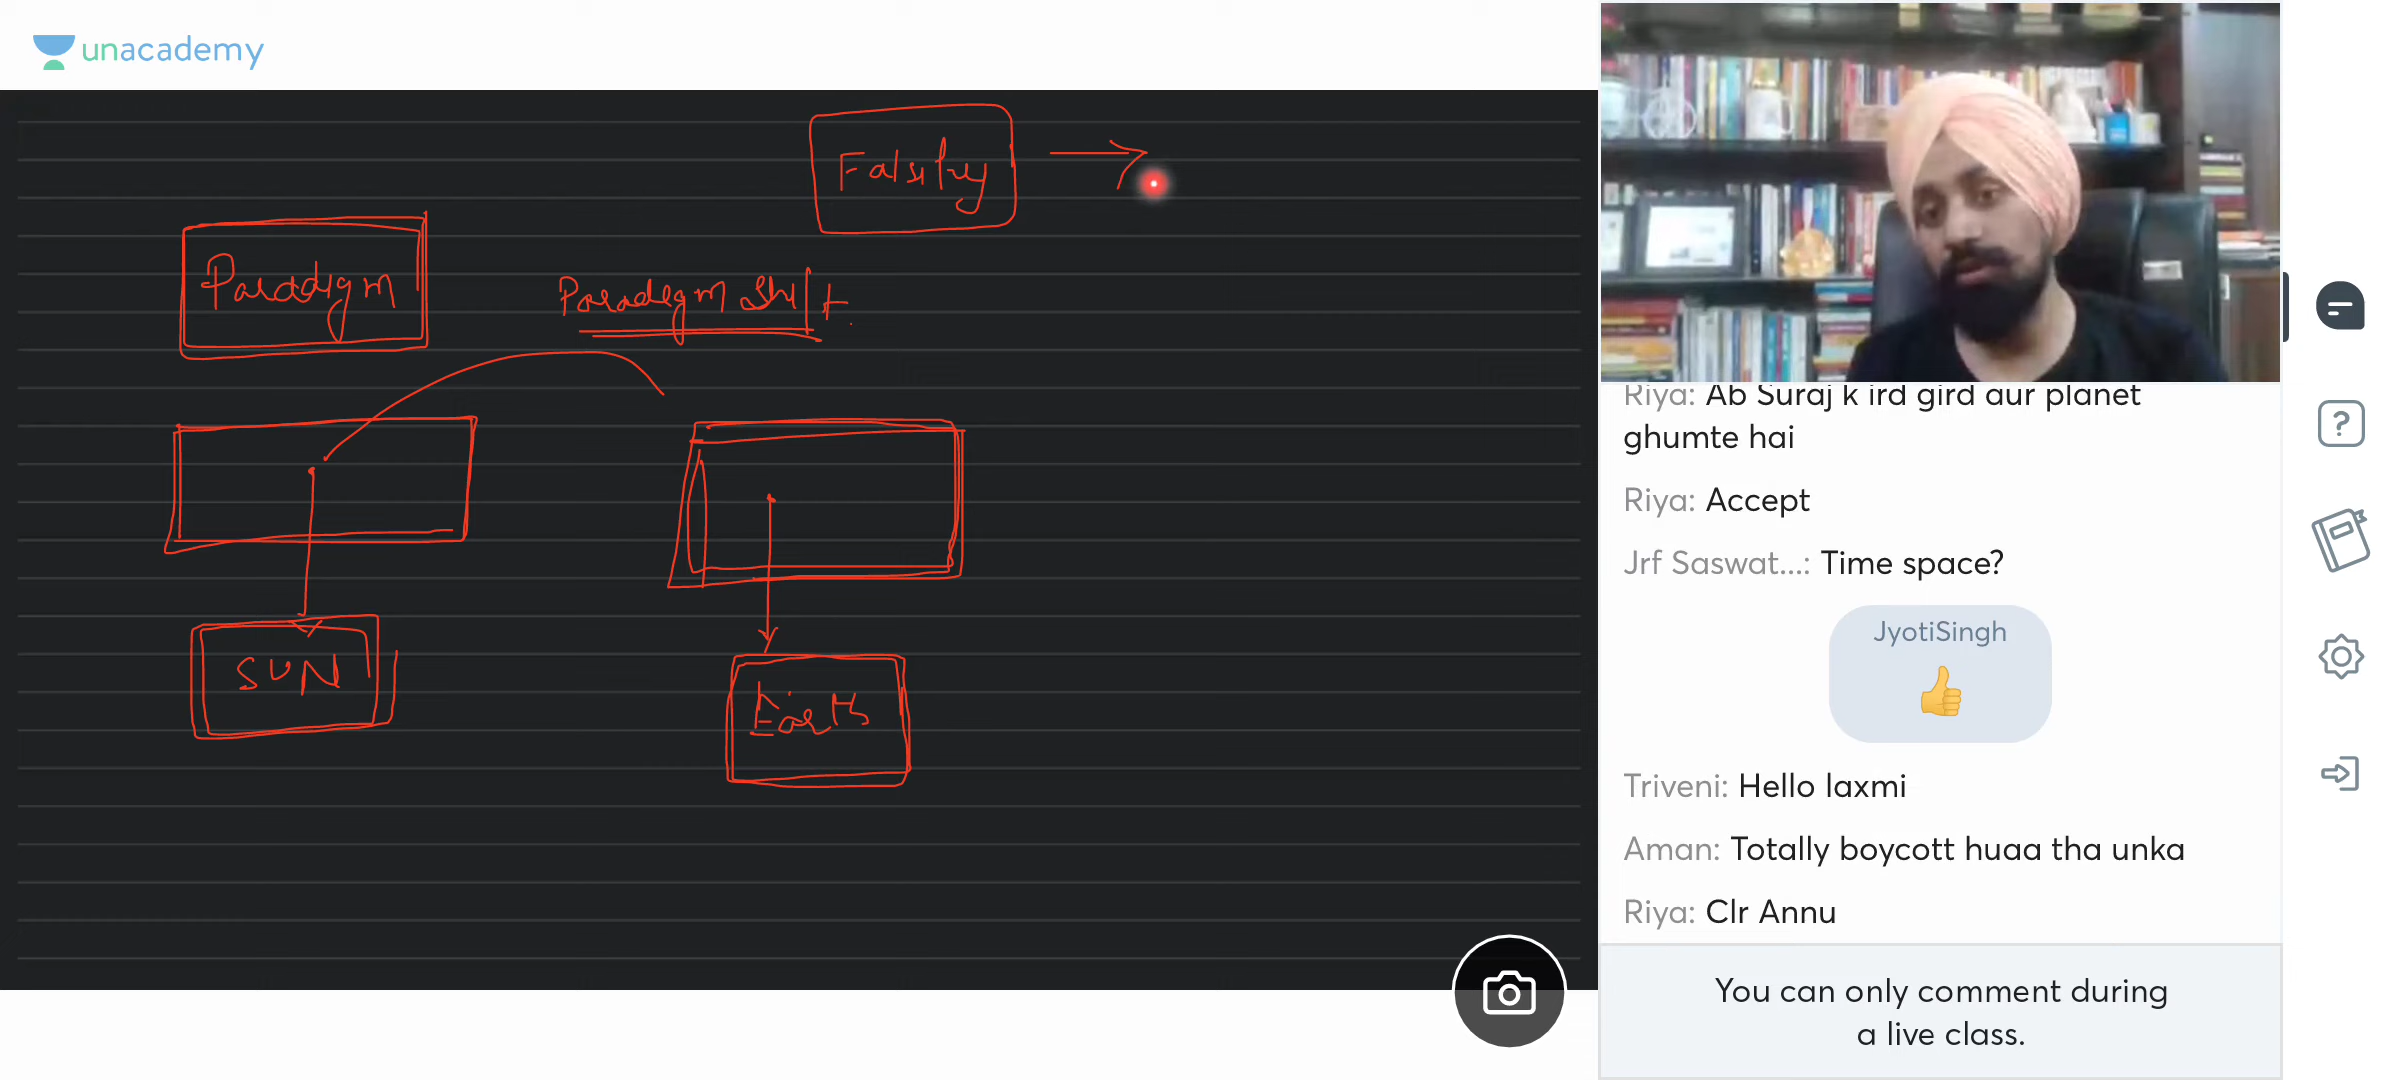 unacademy
Falsify
Paradigm
Paradigm Shift
SUN
Earth
Riya: Ab Suraj k ird gird aur planet
ghumte hai
Riya: Accept
Jrf Saswat...: Time space?
JyotiSingh
👍
Triveni: Hello laxmi
Aman: Totally boycott huaa tha unka
Riya: Clr Annu
You can only comment during
a live class.